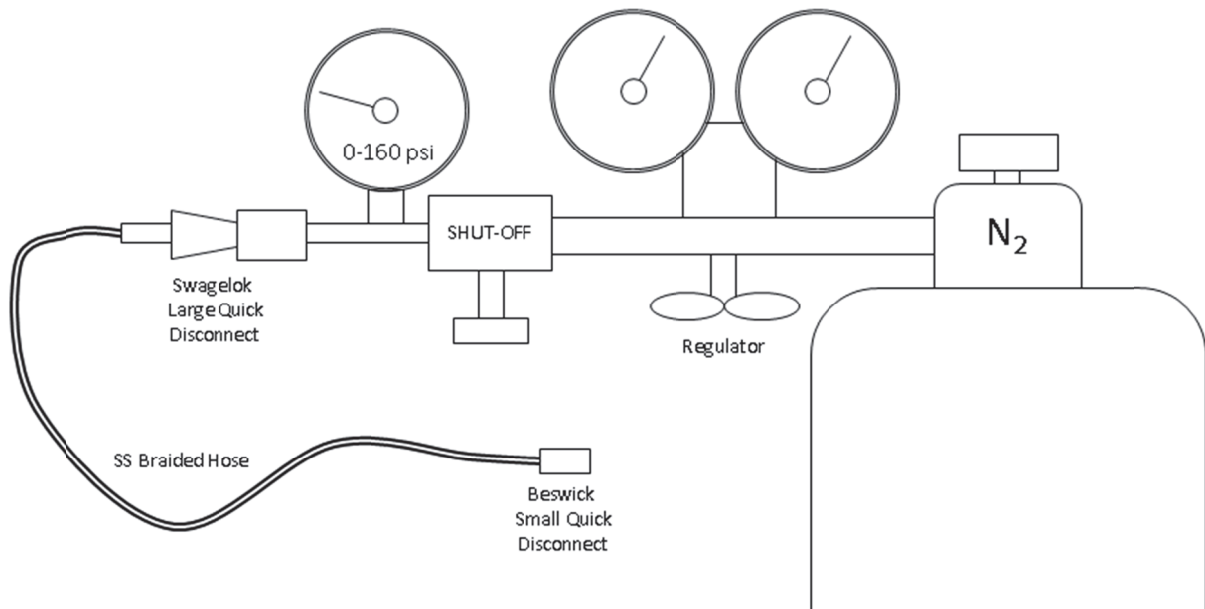 0-160 psi
SHUT-OFF
N₂
Swagelok
Large Quick
Disconnect
Regulator
SS Braided Hose
Beswick
Small Quick
Disconnect